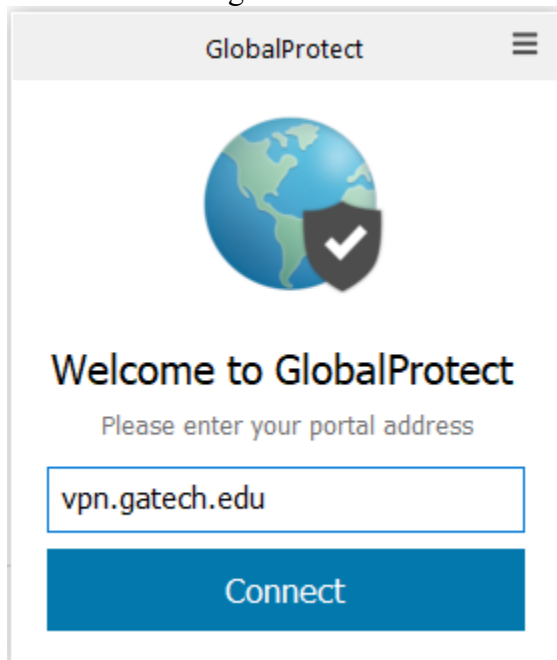 GlobalProtect
Welcome to GlobalProtect
Please enter your portal address
vpn.gatech.edu
Connect